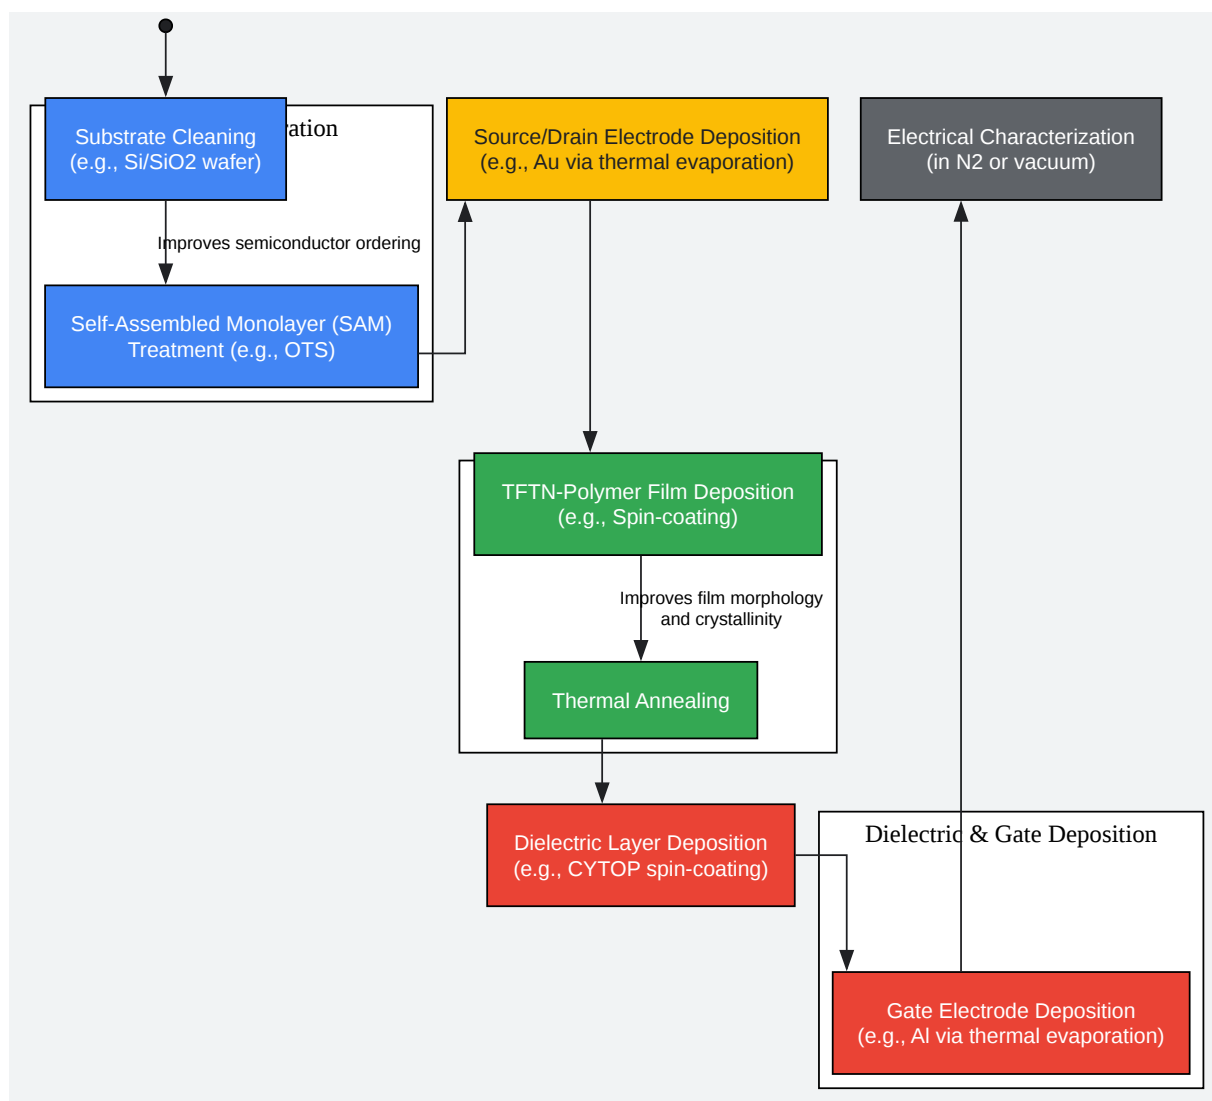 Substrate Cleaning
(e.g., Si/SiO2 wafer)
Improves semiconductor ordering
Self-Assembled Monolayer (SAM)
Treatment (e.g., OTS)
Source/Drain Electrode Deposition
(e.g., Au via thermal evaporation)
TFTN-Polymer Film Deposition
(e.g., Spin-coating)
Improves film morphology
and crystallinity
Thermal Annealing
Dielectric Layer Deposition
(e.g., CYTOP spin-coating)
Dielectric & Gate Deposition
Gate Electrode Deposition
(e.g., Al via thermal evaporation)
Electrical Characterization
(in N2 or vacuum)